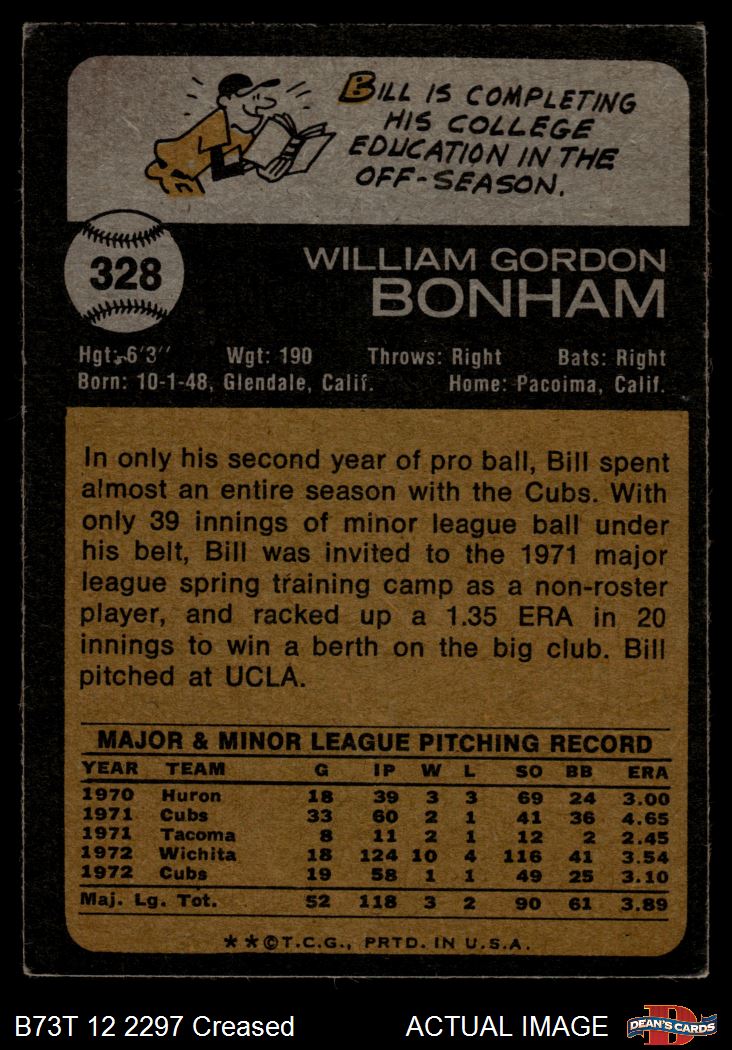 BILL IS COMPLETING
HIS COLLEGE
EDUCATION IN THE
OFF-SEASON.
328
WILLIAM GORDON
BONHAM
Hgt: 6'3" Wgt: 190 Throws: Right Bats: Right
Born: 10-1-48, Glendale, Calif. Home: Pacoima, Calif.
In only his second year of pro ball, Bill spent
almost an entire season with the Cubs. With
only 39 innings of minor league ball under
his belt, Bill was invited to the 1971 major
league spring training camp as a non-roster
player, and racked up a 1.35 ERA in 20
innings to win a berth on the big club. Bill
pitched at UCLA.
MAJOR & MINOR LEAGUE PITCHING RECORD
YEAR TEAM G IP W L SO BB ERA
1970 Huron 18 39 3 3 69 24 3.00
1971 Cubs 33 60 2 1 41 36 4.65
1971 Tacoma 8 11 2 1 12 2 2.45
1972 Wichita 18 124 10 4 116 41 3.54
1972 Cubs 19 58 1 1 49 25 3.10
Maj. Lg. Tot. 52 118 3 2 90 61 3.89
**©T.C.G., PRTD. IN U.S.A.
B73T 12 2297 Creased ACTUAL IMAGE
DEAN'S CARDS